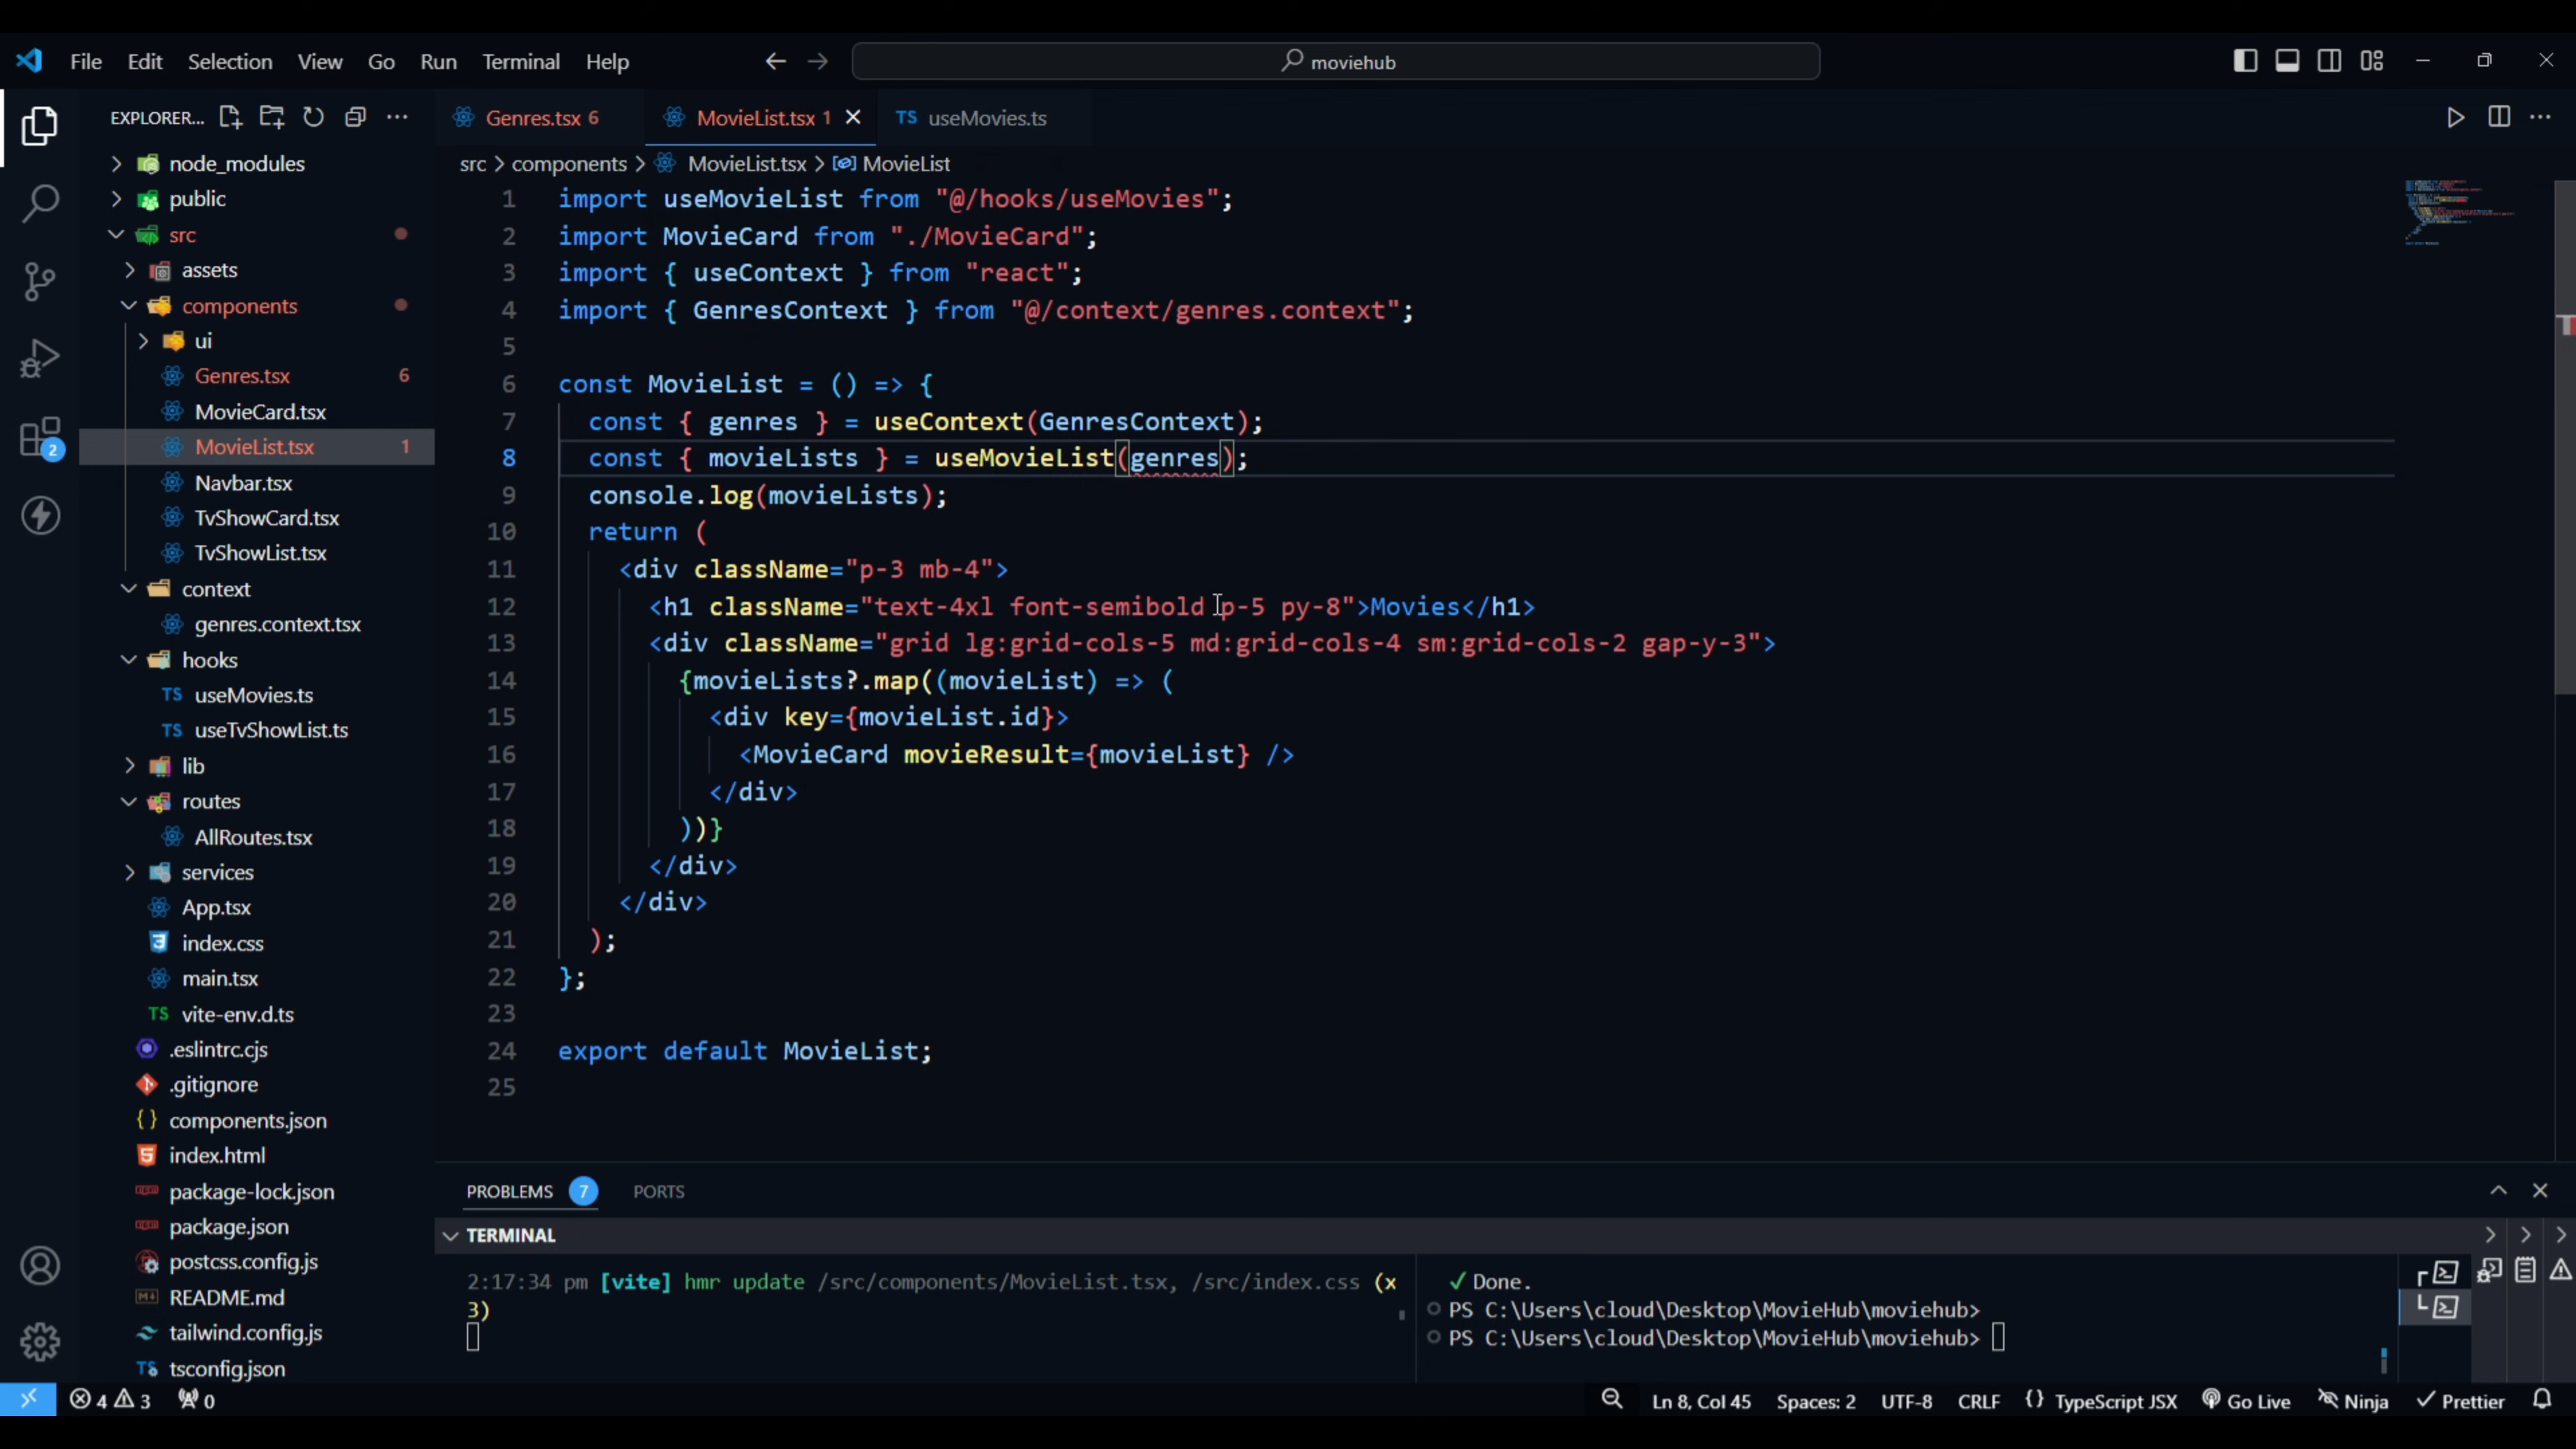 File Edit Selection View Go Run Terminal Help
moviehub
EXPLORER...
Genres.tsx 6
MovieList.tsx 1
TS useMovies.ts
src > components > MovieList.tsx > MovieList
node_modules
public
src
assets
components
ui
Genres.tsx 6
MovieCard.tsx
MovieList.tsx 1
Navbar.tsx
TvShowCard.tsx
TvShowList.tsx
context
genres.context.tsx
hooks
TS useMovies.ts
TS useTvShowList.ts
lib
routes
AllRoutes.tsx
services
App.tsx
index.css
main.tsx
TS vite-env.d.ts
.eslintrc.cjs
.gitignore
{} components.json
index.html
package-lock.json
package.json
postcss.config.js
README.md
tailwind.config.js
TS tsconfig.json
2
1 import useMovieList from "@/hooks/useMovies";
2 import MovieCard from "./MovieCard";
3 import { useContext } from "react";
4 import { GenresContext } from "@/context/genres.context";
5
6 const MovieList = () => {
7 const { genres } = useContext(GenresContext);
8 const { movieLists } = useMovieList(genres);
9 console.log(movieLists);
10 return (
11 <div className="p-3 mb-4">
12 <h1 className="text-4xl font-semibold p-5 py-8">Movies</h1>
13 <div className="grid lg:grid-cols-5 md:grid-cols-4 sm:grid-cols-2 gap-y-3">
14 {movieLists?.map((movieList) => (
15 <div key={movieList.id}>
16 <MovieCard movieResult={movieList} />
17 </div>
18 ))}
19 </div>
20 </div>
21 );
22 };
23
24 export default MovieList;
25
PROBLEMS 7 PORTS
TERMINAL
2:17:34 pm [vite] hmr update /src/components/MovieList.tsx, /src/index.css (x
3)
✓ Done.
PS C:\Users\cloud\Desktop\MovieHub\moviehub>
PS C:\Users\cloud\Desktop\MovieHub\moviehub>
4 3 0
Ln 8, Col 45 Spaces: 2 UTF-8 CRLF {} TypeScript JSX Go Live Ninja ✓ Prettier